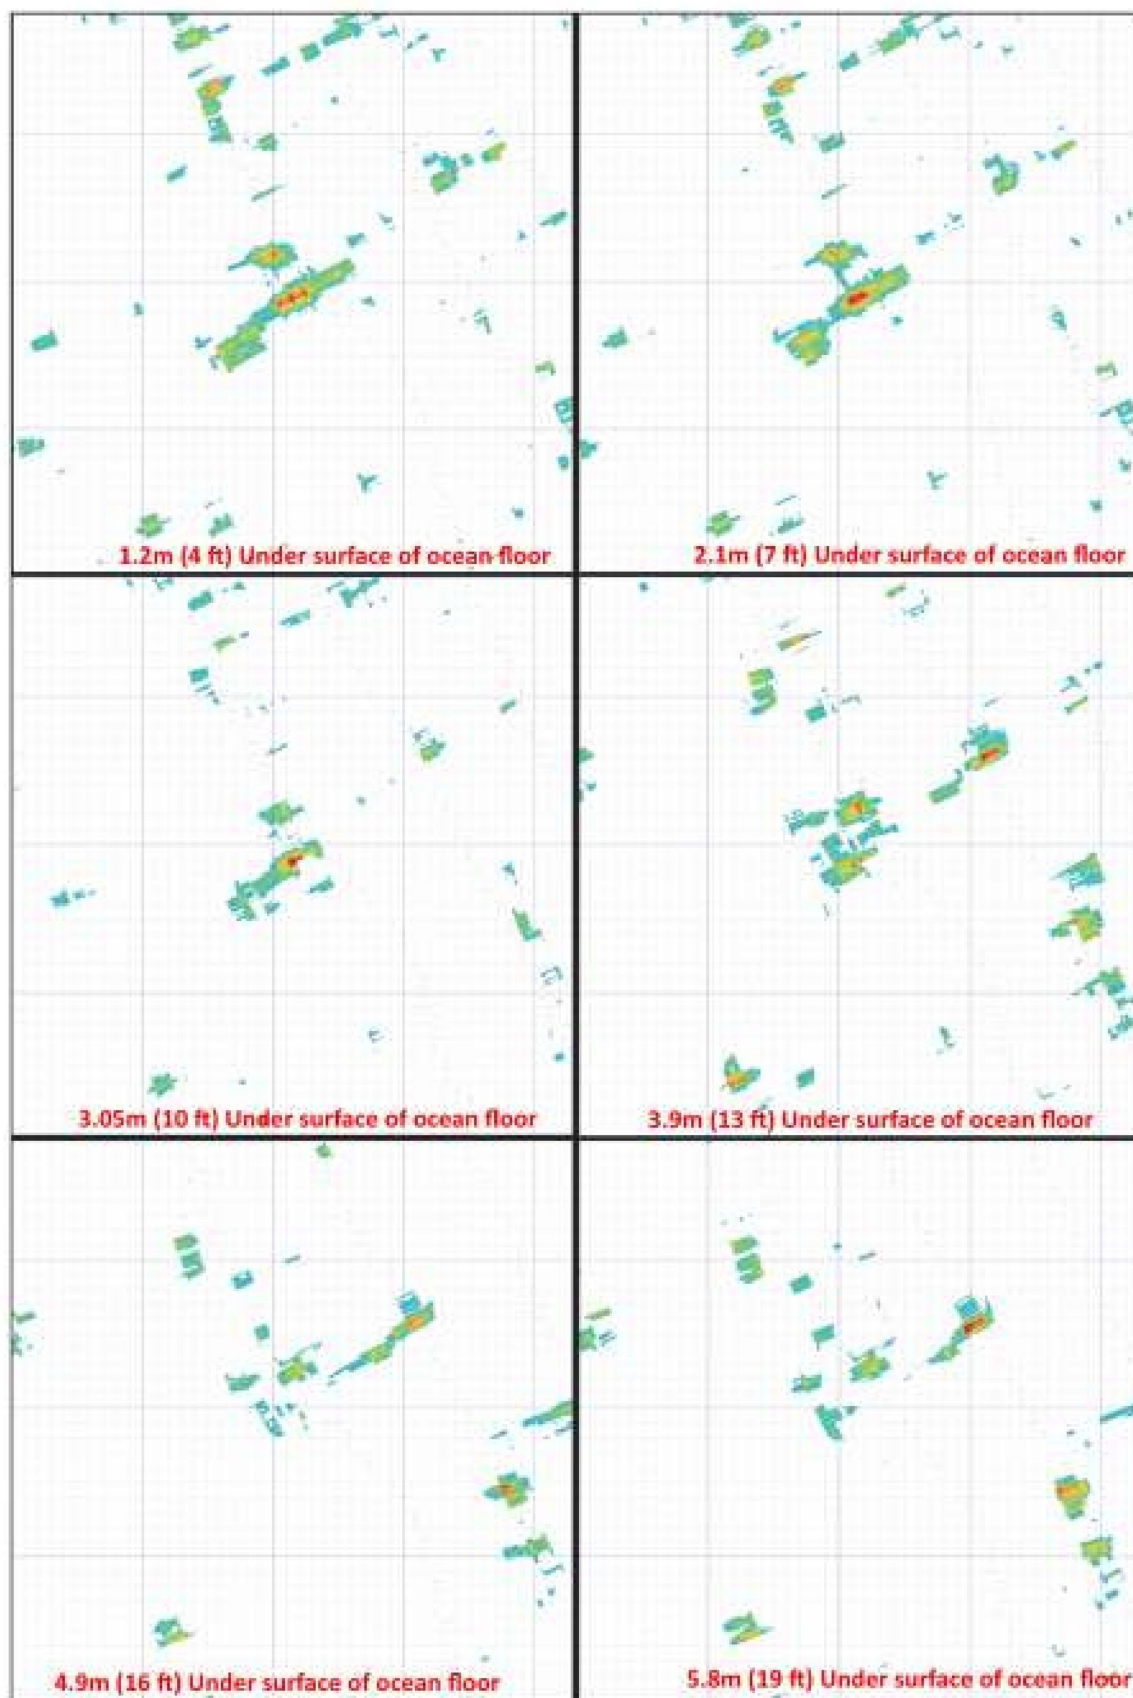 1.2m (4 ft) Under surface of ocean floor
2.1m (7 ft) Under surface of ocean floor
3.05m (10 ft) Under surface of ocean floor
3.9m (13 ft) Under surface of ocean floor
4.9m (16 ft) Under surface of ocean floor
5.8m (19 ft) Under surface of ocean floor